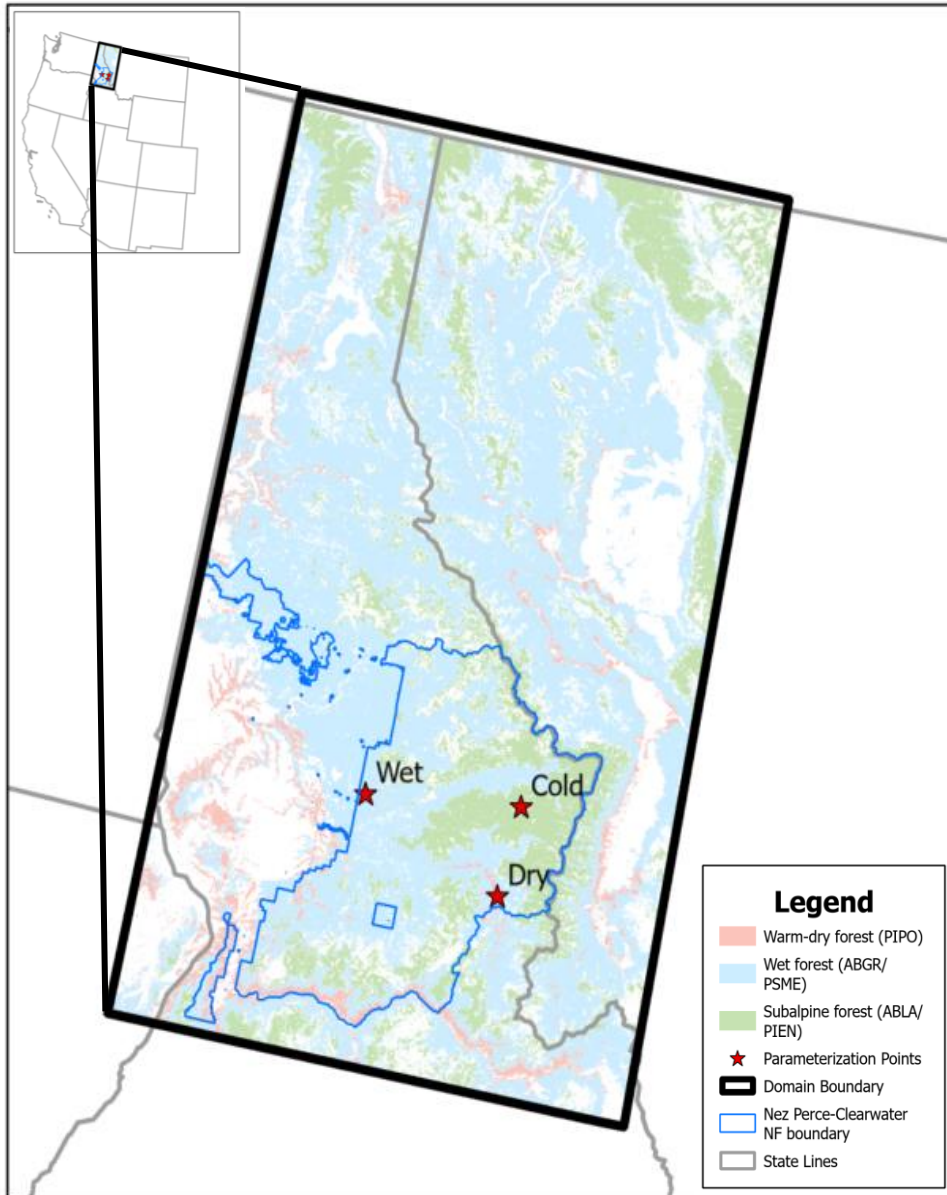 Wet
Cold
Dry
Legend
Warm-dry forest (PIPO)
Wet forest (ABGR/
PSME)
Subalpine forest (ABLA/
PIEN)
Parameterization Points
Domain Boundary
Nez Perce-Clearwater
NF boundary
State Lines